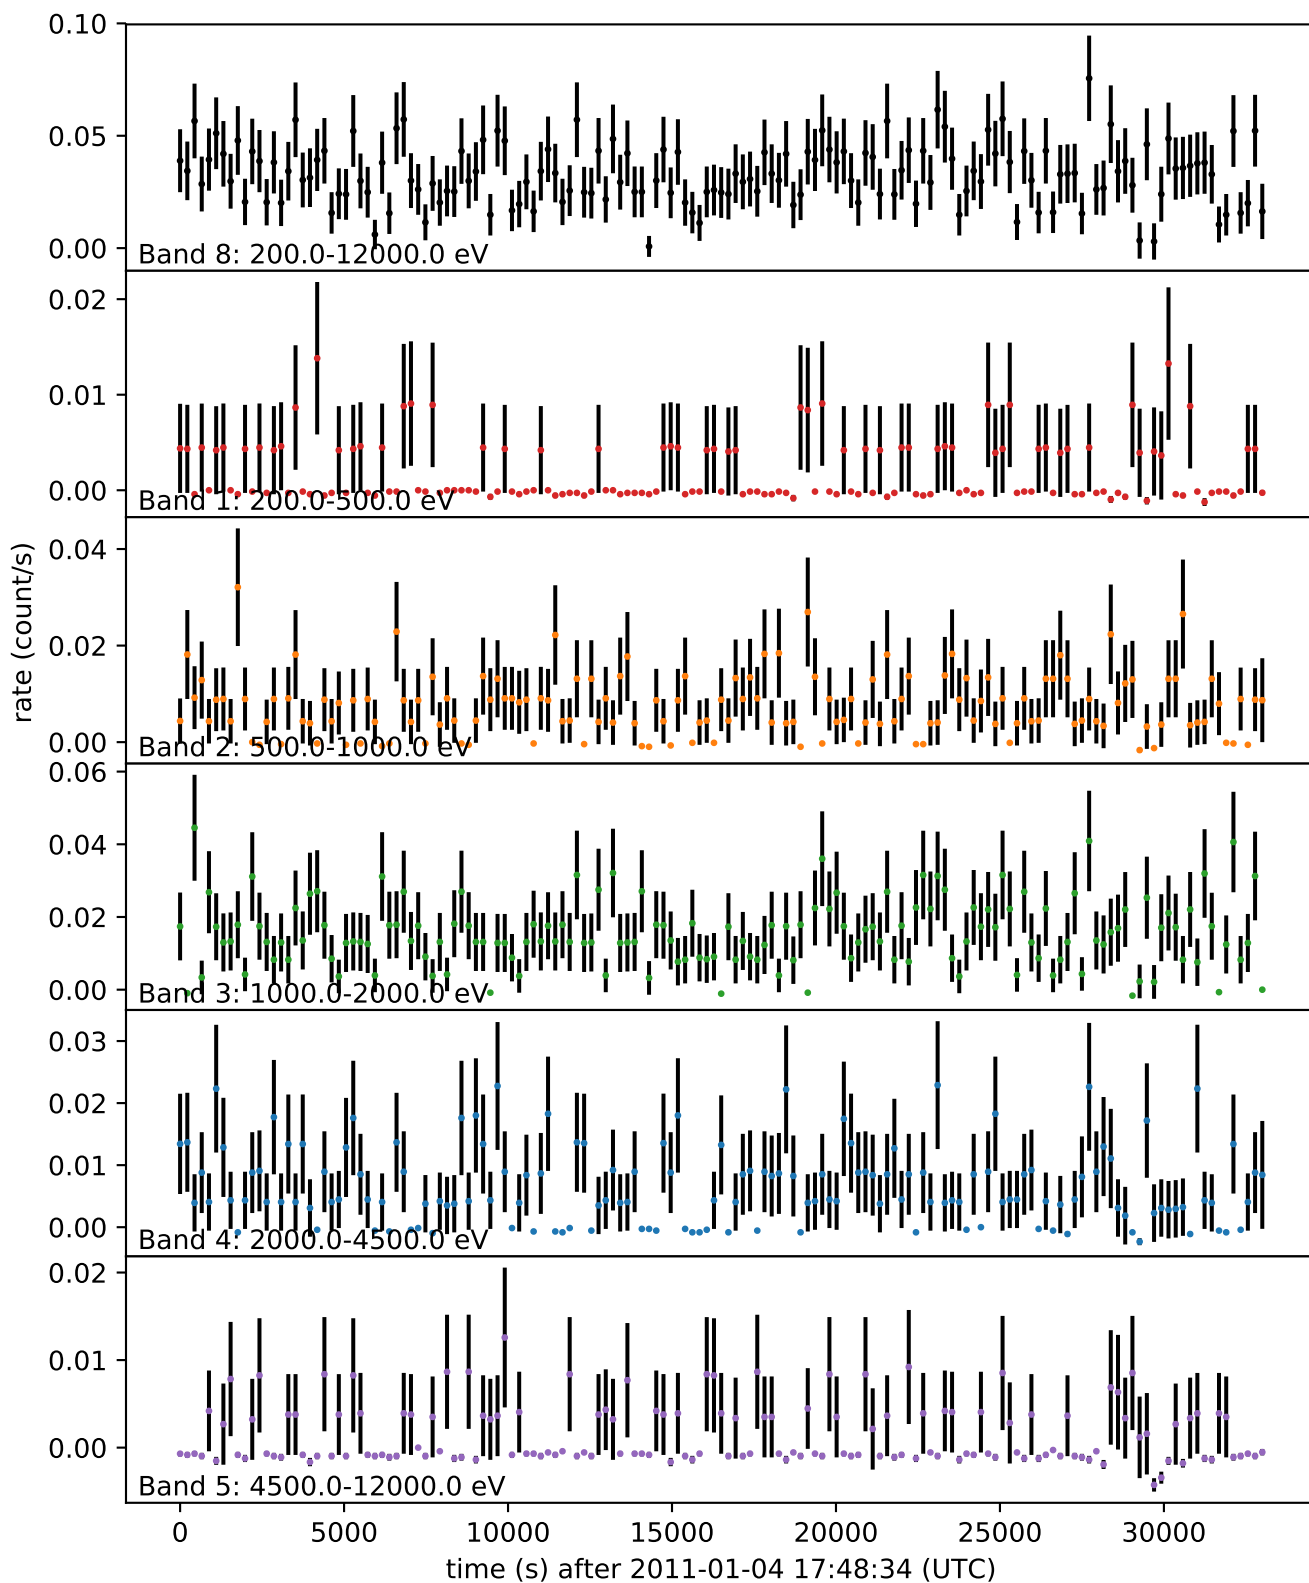 0.10
0.05
0.00
Band 8: 200.0-12000.0 eV
0.02
0.01
0.00
Band 1: 200.0-500.0 eV
0.04
0.02
0.00
Band 2: 500.0-1000.0 eV
rate (count/s)
0.06
0.04
0.02
0.00
Band 3: 1000.0-2000.0 eV
0.03
0.02
0.01
0.00
Band 4: 2000.0-4500.0 eV
0.02
0.01
0.00
Band 5: 4500.0-12000.0 eV
0 5000 10000 15000 20000 25000 30000
time (s) after 2011-01-04 17:48:34 (UTC)